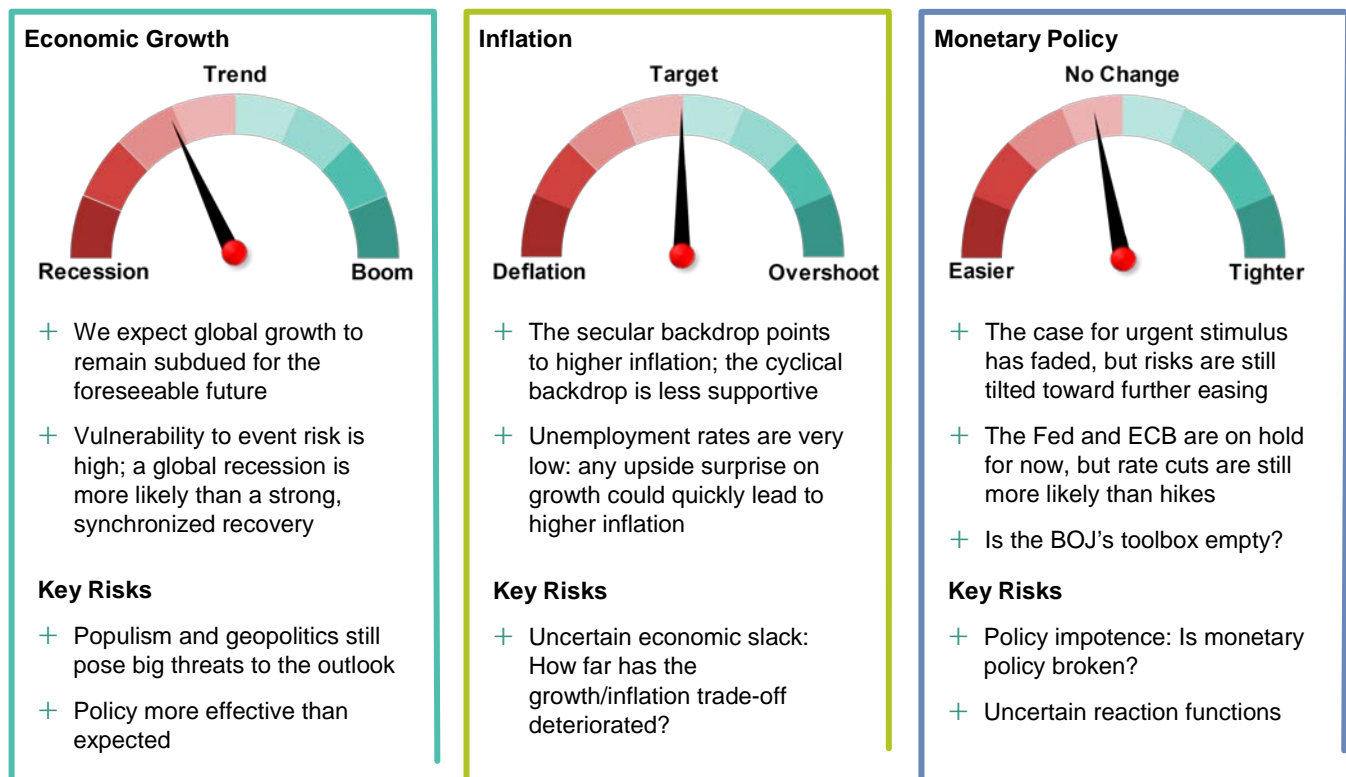 Economic Growth
Trend
Recession
Boom
+ We expect global growth to
remain subdued for the
foreseeable future
+ Vulnerability to event risk is
high; a global recession is
more likely than a strong,
synchronized recovery
Key Risks
+ Populism and geopolitics still
pose big threats to the outlook
+ Policy more effective than
expected
Inflation
Target
Deflation
Overshoot
+ The secular backdrop points
to higher inflation; the cyclical
backdrop is less supportive
+ Unemployment rates are very
low: any upside surprise on
growth could quickly lead to
higher inflation
Key Risks
+ Uncertain economic slack:
How far has the
growth/inflation trade-off
deteriorated?
Monetary Policy
No Change
Easier
Tighter
+ The case for urgent stimulus
has faded, but risks are still
tilted toward further easing
+ The Fed and ECB are on hold
for now, but rate cuts are still
more likely than hikes
+ Is the BOJ's toolbox empty?
Key Risks
+ Policy impotence: Is monetary
policy broken?
+ Uncertain reaction functions